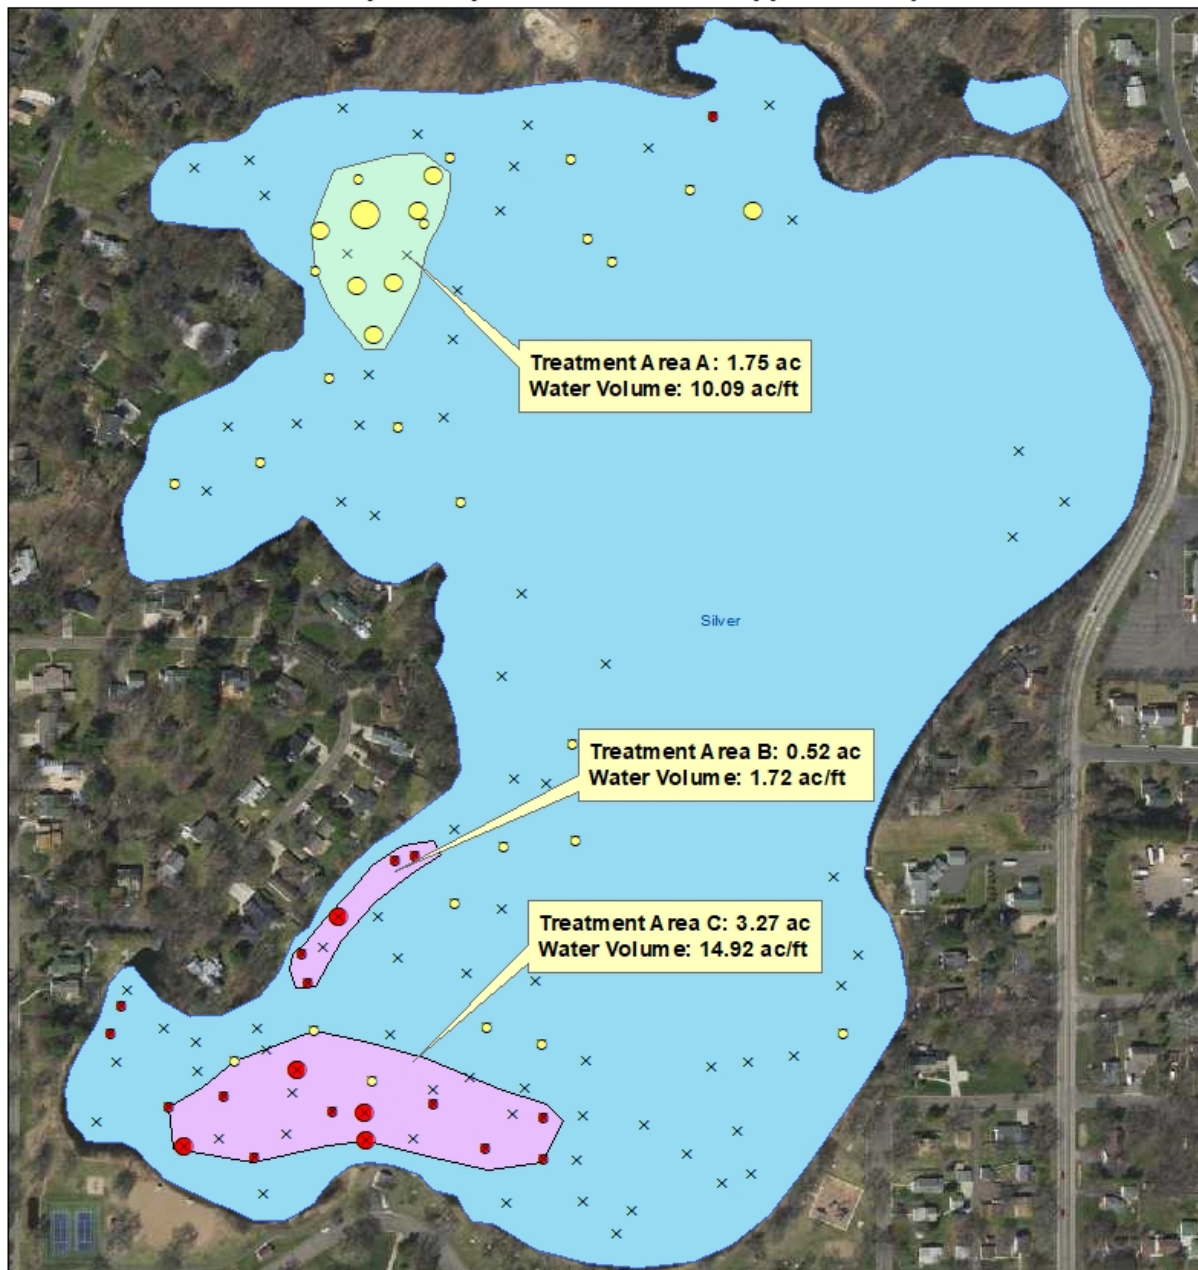 Treatment Area A: 1.75 ac
Water Volume: 10.09 ac/ft
Silver
Treatment Area B: 0.52 ac
Water Volume: 1.72 ac/ft
Treatment Area C: 3.27 ac
Water Volume: 14.92 ac/ft